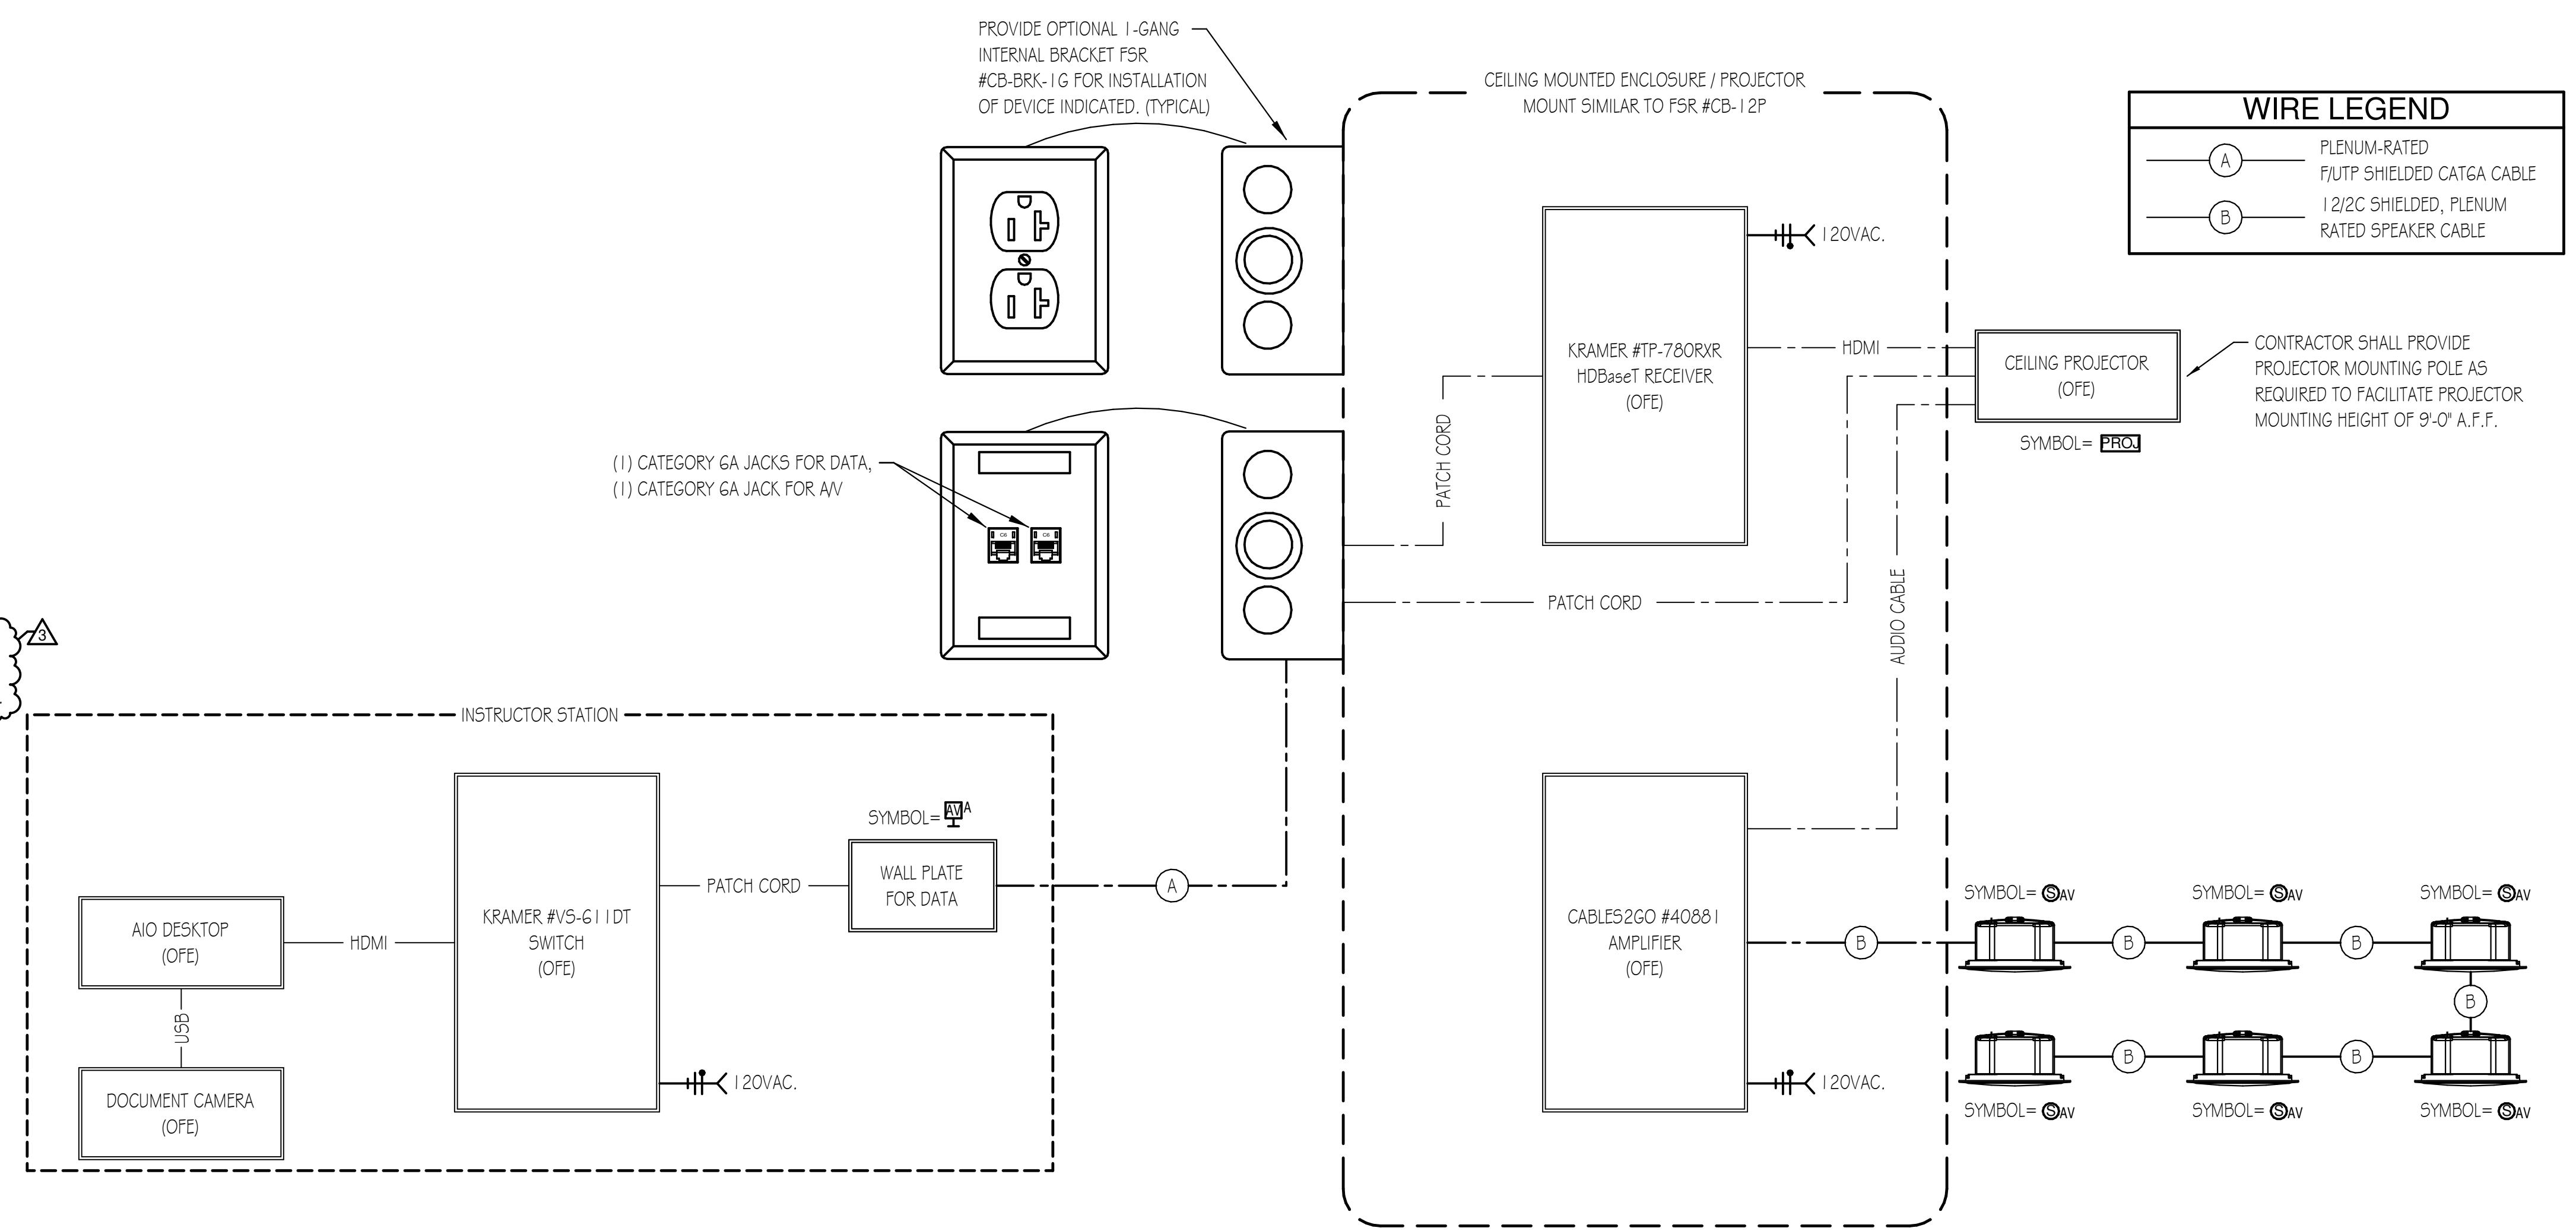 PROVIDE OPTIONAL 1-GANG
INTERNAL BRACKET FSR
#CB-BRK-1G FOR INSTALLATION
OF DEVICE INDICATED. (TYPICAL)
CEILING MOUNTED ENCLOSURE / PROJECTOR
MOUNT SIMILAR TO FSR #CB-12P
WIRE LEGEND
A
PLENUM-RATED
F/UTP SHIELDED CAT6A CABLE
B
12/2C SHIELDED, PLENUM
RATED SPEAKER CABLE
120VAC.
KRAMER #TP-780RXR
HDBaseT RECEIVER
(OFE)
HDMI
CEILING PROJECTOR
(OFE)
SYMBOL= PROJ
CONTRACTOR SHALL PROVIDE
PROJECTOR MOUNTING POLE AS
REQUIRED TO FACILITATE PROJECTOR
MOUNTING HEIGHT OF 9'-0" A.F.F.
PATCH CORD
(1) CATEGORY 6A JACKS FOR DATA,
(1) CATEGORY 6A JACK FOR A/V
C6
C6
PATCH CORD
AUDIO CABLE
3
INSTRUCTOR STATION
SYMBOL= AV A
WALL PLATE
FOR DATA
PATCH CORD
A
KRAMER #VS-611DT
SWITCH
(OFE)
AIO DESKTOP
(OFE)
HDMI
USB
DOCUMENT CAMERA
(OFE)
120VAC.
CABLES2GO #40881
AMPLIFIER
(OFE)
B
120VAC.
SYMBOL= S AV
SYMBOL= S AV
SYMBOL= S AV
B
B
B
B
B
SYMBOL= S AV
SYMBOL= S AV
SYMBOL= S AV